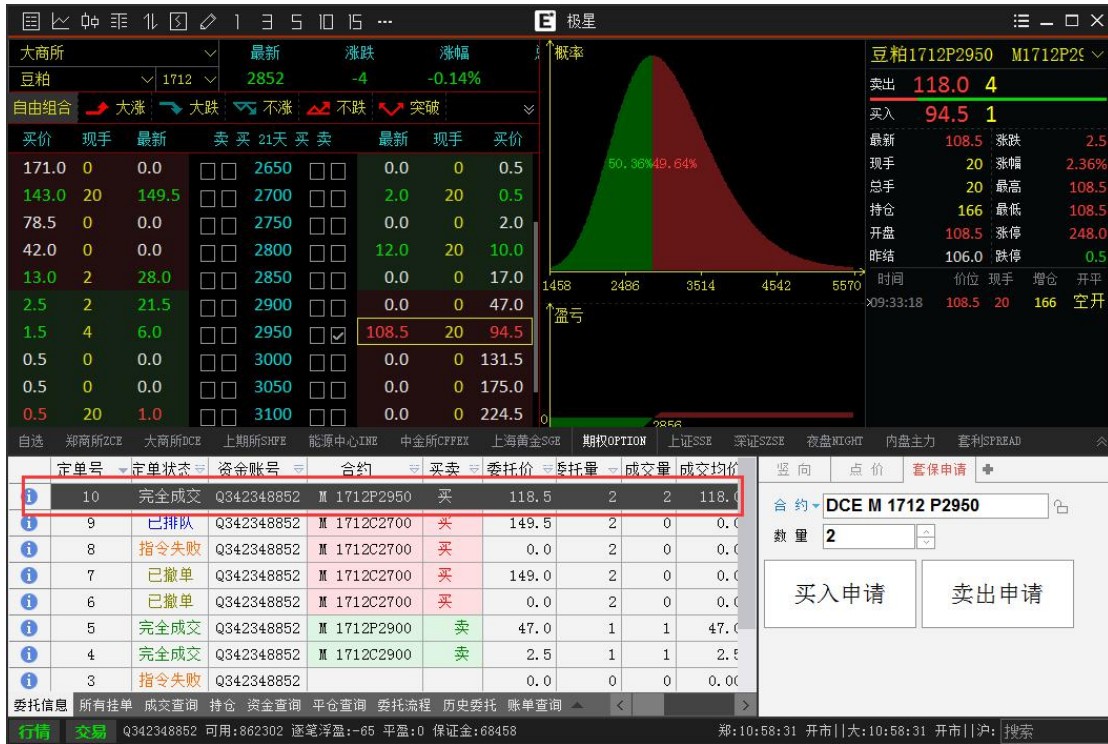 1 3 5 10 15 ··· E 极星
大商所 最新 涨跌 涨幅
豆粕 1712 2852 -4 -0.14%
自由组合 大涨 大跌 不涨 不跌 突破
买价 现手 最新 卖 买 21天 买 卖 最新 现手 买价
171.0 0 0.0 2650 0.0 0 0.5
143.0 20 149.5 2700 2.0 20 0.5
78.5 0 0.0 2750 0.0 0 2.0
42.0 0 0.0 2800 12.0 20 10.0
13.0 2 28.0 2850 0.0 0 17.0
2.5 2 21.5 2900 0.0 0 47.0
1.5 4 6.0 2950 108.5 20 94.5
0.5 0 0.0 3000 0.0 0 131.5
0.5 0 0.0 3050 0.0 0 175.0
0.5 20 1.0 3100 0.0 0 224.5
概率
50.36% 49.64%
1458 2486 3514 4542 5570
盈亏
0 2856
豆粕1712P2950 M1712P29
卖出 118.0 4
买入 94.5 1
最新 108.5 涨跌 2.5
现手 20 涨幅 2.36%
总手 20 最高 108.5
持仓 166 最低 108.5
开盘 108.5 涨停 248.0
昨结 106.0 跌停 0.5
时间 价位 现手 增仓 开平
09:33:18 108.5 20 166 空开
自选 郑商所ZCE 大商所DCE 上期所SHFE 能源中心INE 中金所CFFEX 上海黄金SGE 期权OPTION 上证SSE 深证SZSE 夜盘NIGHT 内盘主力 套利SPREAD
定单号 定单状态 资金账号 合约 买卖 委托价 委托量 成交量 成交均价
10 完全成交 Q342348852 M 1712P2950 买 118.5 2 2 118.
9 已排队 Q342348852 M 1712C2700 买 149.5 2 0 0.
8 指令失败 Q342348852 M 1712C2700 买 0.0 2 0 0.
7 已撤单 Q342348852 M 1712C2700 买 149.0 2 0 0.
6 已撤单 Q342348852 M 1712C2700 买 0.0 2 0 0.
5 完全成交 Q342348852 M 1712P2900 卖 47.0 1 1 47.
4 完全成交 Q342348852 M 1712C2900 卖 2.5 1 1 2.
3 指令失败 Q342348852 0.0 0 0 0.0
委托信息 所有挂单 成交查询 持仓 资金查询 平仓查询 委托流程 历史委托 账单查询
竖向 点价 套保申请
合约 DCE M 1712 P2950
数量 2
买入申请 卖出申请
行情 交易 Q342348852 可用:862302 逐笔浮盈:-65 平盈:0 保证金:68458 郑:10:58:31 开市||大:10:58:31 开市||沪: 搜索